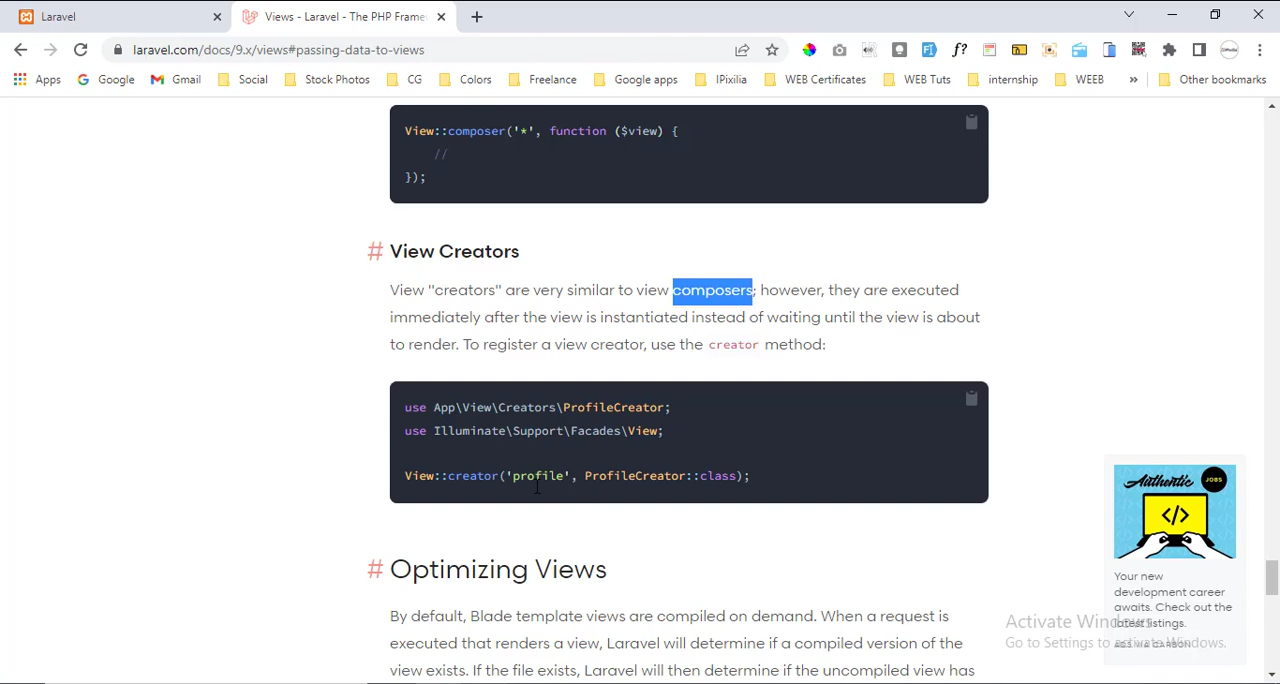 Laravel
Views - Laravel - The PHP Frame
laravel.com/docs/9.x/views#passing-data-to-views
Apps
Google
Gmail
Social
Stock Photos
CG
Colors
Freelance
Google apps
IPixilia
WEB Certificates
WEB Tuts
internship
WEEB
»
Other bookmarks
View::composer('*', function ($view) {
//
});
# View Creators
View "creators" are very similar to view composers; however, they are executed
immediately after the view is instantiated instead of waiting until the view is about
to render. To register a view creator, use the creator method:
use App\View\Creators\ProfileCreator;
use Illuminate\Support\Facades\View;
View::creator('profile', ProfileCreator::class);
# Optimizing Views
By default, Blade template views are compiled on demand. When a request is
executed that renders a view, Laravel will determine if a compiled version of the
view exists. If the file exists, Laravel will then determine if the uncompiled view has
Authentic
JOBS
</>
Your new
development career
awaits. Check out the
latest listings.
ADS VIA CARBON
Activate Windows
Go to Settings to activate Windows.